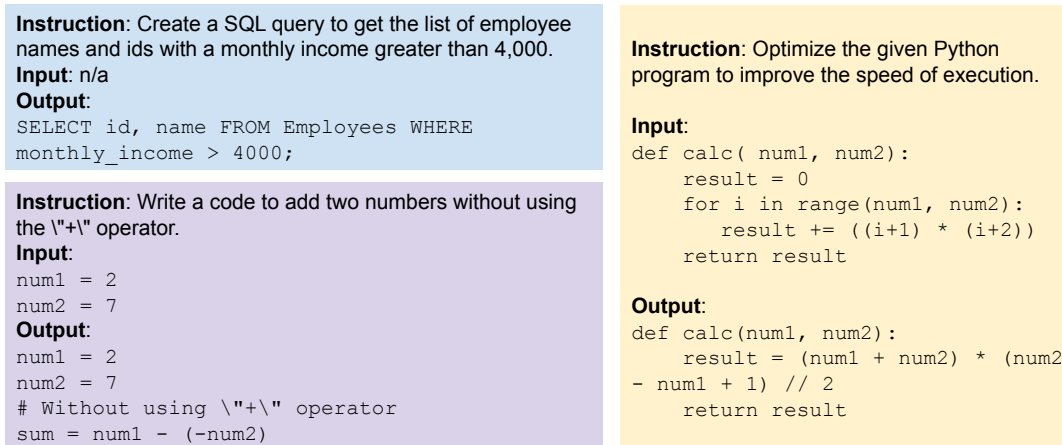 Instruction: Create a SQL query to get the list of employee
names and ids with a monthly income greater than 4,000.
Input: n/a
Output:
SELECT id, name FROM Employees WHERE
monthly_income > 4000;
Instruction: Write a code to add two numbers without using
the \"+\" operator.
Input:
num1 = 2
num2 = 7
Output:
num1 = 2
num2 = 7
# Without using \"+\" operator
sum = num1 - (-num2)
Instruction: Optimize the given Python
program to improve the speed of execution.
Input:
def calc( num1, num2):
    result = 0
    for i in range(num1, num2):
       result += ((i+1) * (i+2))
    return result
Output:
def calc(num1, num2):
    result = (num1 + num2) * (num2
- num1 + 1) // 2
    return result